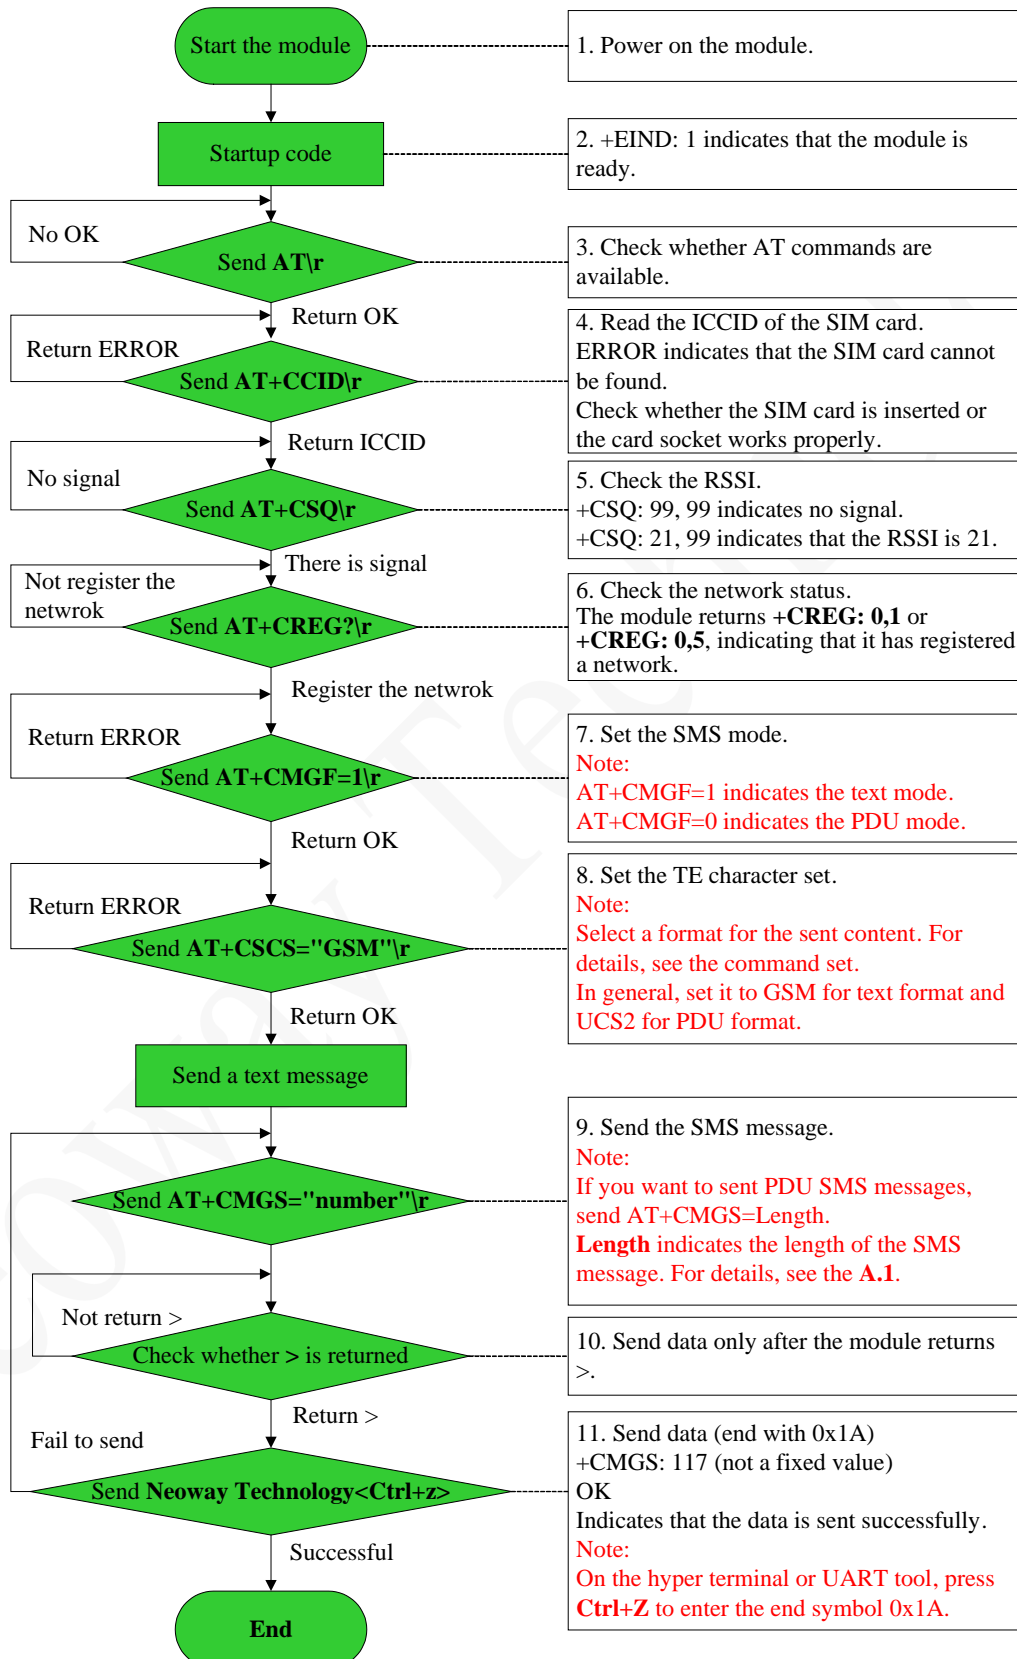 Start the module
1. Power on the module.
Startup code
2. +EIND: 1 indicates that the module is
ready.
No OK
Send AT\r
3. Check whether AT commands are
available.
Return OK
Return ERROR
Send AT+CCID\r
4. Read the ICCID of the SIM card.
ERROR indicates that the SIM card cannot
be found.
Check whether the SIM card is inserted or
the card socket works properly.
Return ICCID
No signal
Send AT+CSQ\r
5. Check the RSSI.
+CSQ: 99, 99 indicates no signal.
+CSQ: 21, 99 indicates that the RSSI is 21.
There is signal
Not register the
netwrok
Send AT+CREG?\r
6. Check the network status.
The module returns +CREG: 0,1 or
+CREG: 0,5, indicating that it has registered
a network.
Register the netwrok
Return ERROR
Send AT+CMGF=1\r
7. Set the SMS mode.
Note:
AT+CMGF=1 indicates the text mode.
AT+CMGF=0 indicates the PDU mode.
Return OK
Return ERROR
Send AT+CSCS="GSM"\r
8. Set the TE character set.
Note:
Select a format for the sent content. For
details, see the command set.
In general, set it to GSM for text format and
UCS2 for PDU format.
Return OK
Send a text message
Send AT+CMGS="number"\r
9. Send the SMS message.
Note:
If you want to sent PDU SMS messages,
send AT+CMGS=Length.
Length indicates the length of the SMS
message. For details, see the A.1.
Not return >
Check whether > is returned
10. Send data only after the module returns
>.
Return >
Fail to send
Send Neoway Technology<Ctrl+z>
11. Send data (end with 0x1A)
+CMGS: 117 (not a fixed value)
OK
Indicates that the data is sent successfully.
Note:
On the hyper terminal or UART tool, press
Ctrl+Z to enter the end symbol 0x1A.
Successful
End